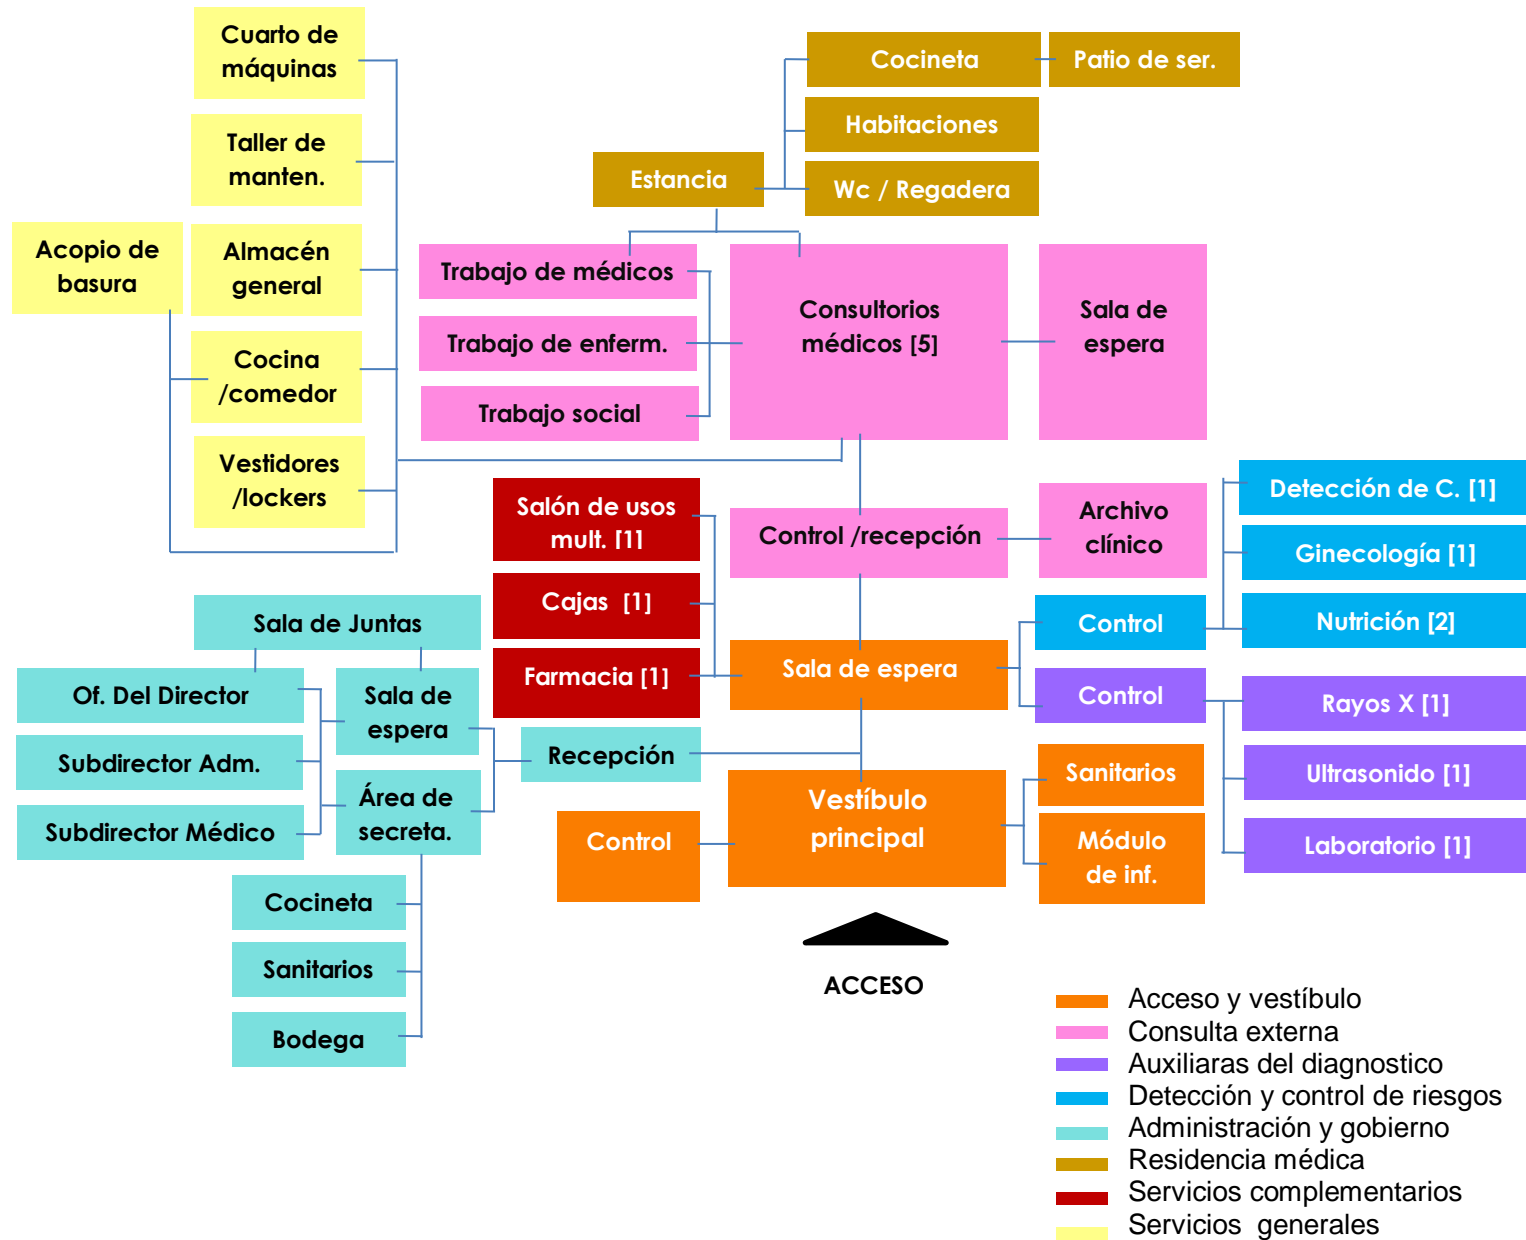 Cuarto de
máquinas
Cocineta
Patio de ser.
Taller de
manten.
Habitaciones
Estancia
Wc / Regadera
Acopio de
basura
Almacén
general
Trabajo de médicos
Consultorios
médicos [5]
Sala de
espera
Trabajo de enferm.
Cocina
/comedor
Trabajo social
Vestidores
/lockers
Salón de usos
mult. [1]
Control /recepción
Archivo
clínico
Detección de C. [1]
Ginecología [1]
Cajas  [1]
Sala de Juntas
Control
Nutrición [2]
Farmacia [1]
Sala de espera
Control
Rayos X [1]
Of. Del Director
Sala de
espera
Subdirector Adm.
Recepción
Sanitarios
Ultrasonido [1]
Subdirector Médico
Área de
secreta.
Control
Vestíbulo
principal
Módulo
de inf.
Laboratorio [1]
Cocineta
Sanitarios
Bodega
ACCESO
Acceso y vestíbulo
Consulta externa
Auxiliaras del diagnostico
Detección y control de riesgos
Administración y gobierno
Residencia médica
Servicios complementarios
Servicios  generales